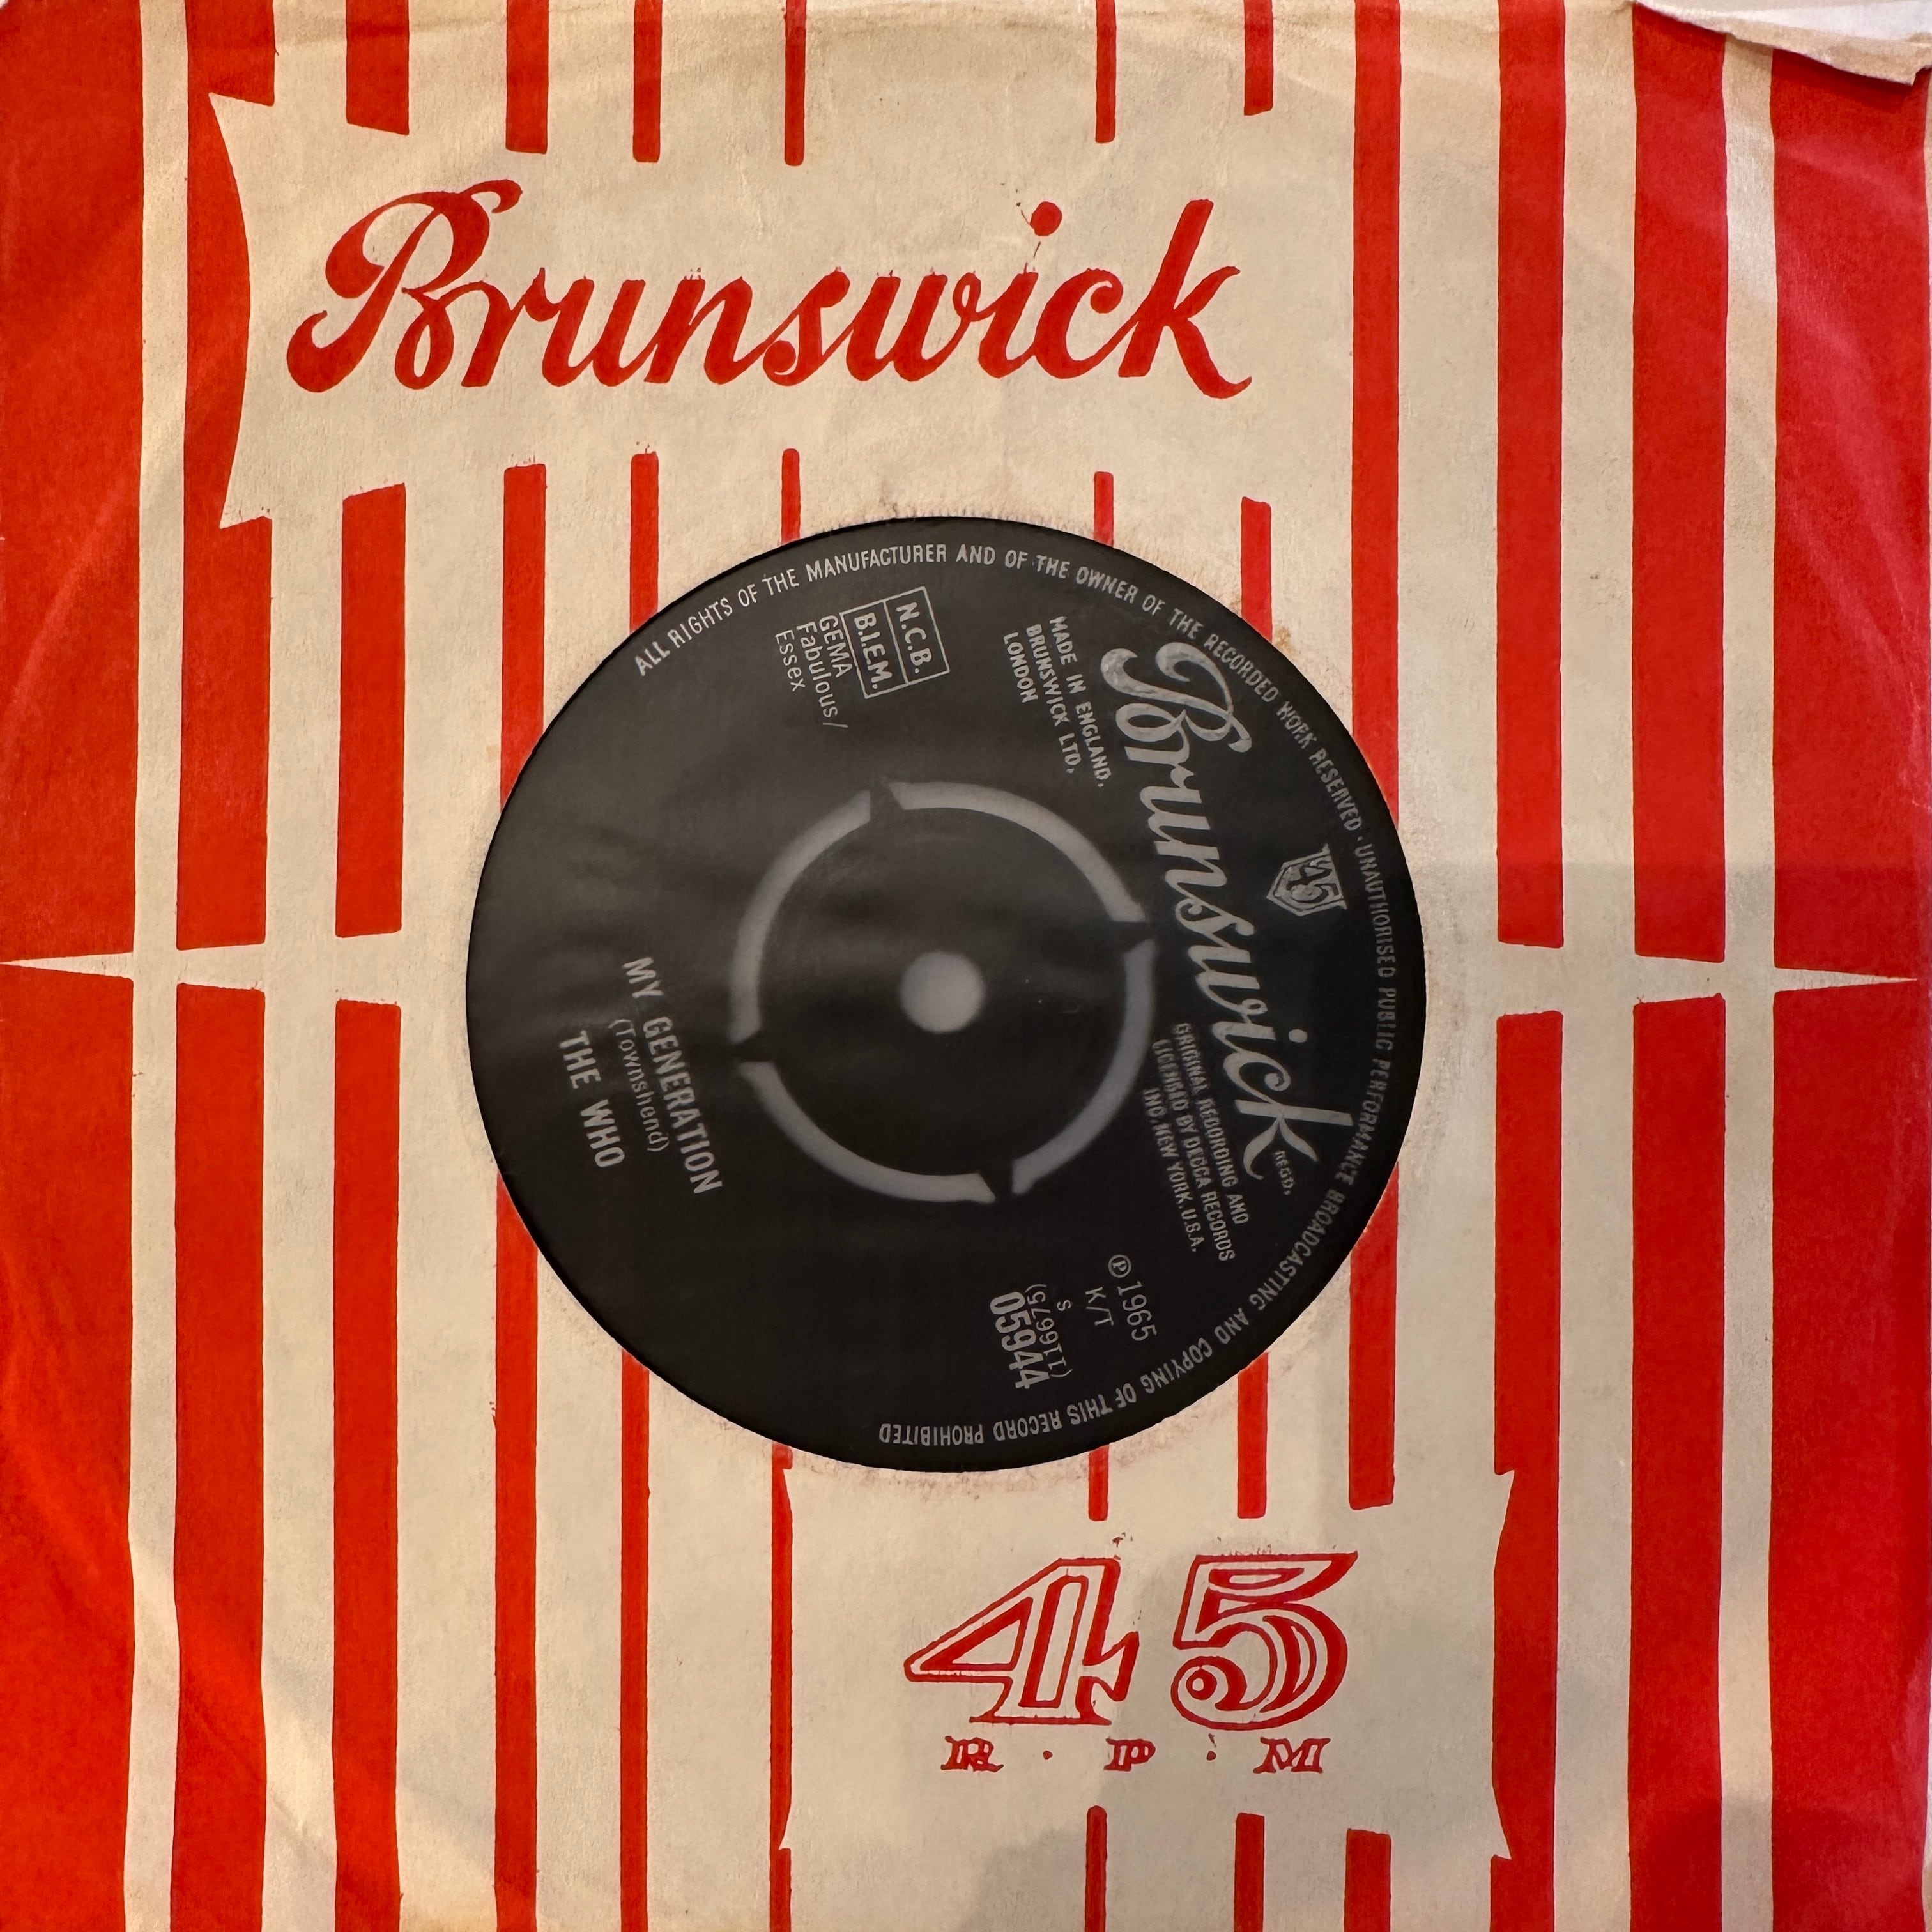 Brunswick
ALL RIGHTS OF THE MANUFACTURER AND OF THE OWNER OF THE RECORDED WORK RESERVED · UNAUTHORISED PUBLIC PERFORMANCE BROADCASTING AND COPYING OF THIS RECORD PROHIBITED
45
Brunswick
REGD.
MADE IN ENGLAND,
BRUNSWICK LTD,
LONDON
ORIGINAL RECORDING AND
LICENSED BY DECCA RECORDS
INC, NEW YORK, U.S.A.
N.C.B.
B.I.E.M.
GEMA
Fabulous/
Essex
℗1965
K/T
S
(11667S)
05944
MY GENERATION
(Townshend)
THE WHO
45
R·P·M